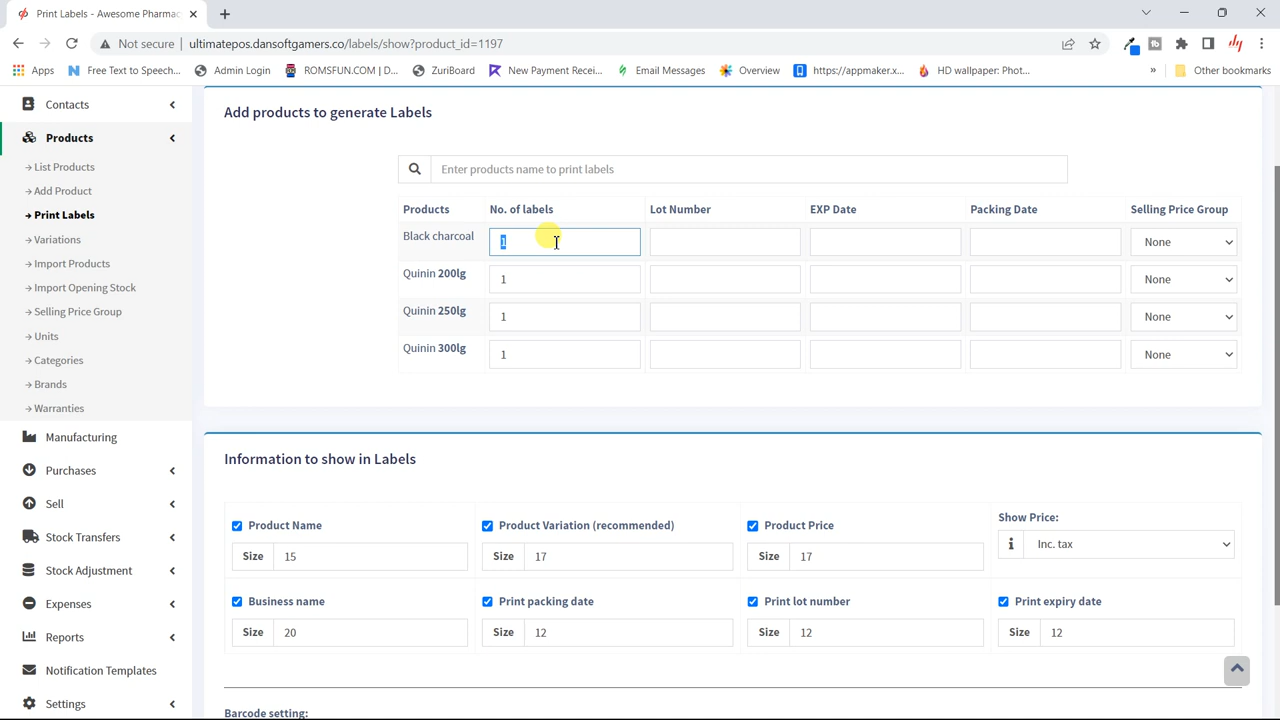 Print Labels - Awesome Pharmac
Not secure ultimatepos.dansoftgamers.co/labels/show?product_id=1197
Apps Free Text to Speech... Admin Login ROMSFUN.COM | D... ZuriBoard New Payment Recei... Email Messages Overview https://appmaker.x... HD wallpaper: Phot... » Other bookmarks
Contacts
Products
List Products
Add Product
Print Labels
Variations
Import Products
Import Opening Stock
Selling Price Group
Units
Categories
Brands
Warranties
Manufacturing
Purchases
Sell
Stock Transfers
Stock Adjustment
Expenses
Reports
Notification Templates
Settings
Add products to generate Labels
Enter products name to print labels
Products No. of labels Lot Number EXP Date Packing Date Selling Price Group
Black charcoal 1 None
Quinin 200lg 1 None
Quinin 250lg 1 None
Quinin 300lg 1 None
Information to show in Labels
Product Name Product Variation (recommended) Product Price Show Price:
Size 15 Size 17 Size 17 Inc. tax
Business name Print packing date Print lot number Print expiry date
Size 20 Size 12 Size 12 Size 12
Barcode setting: